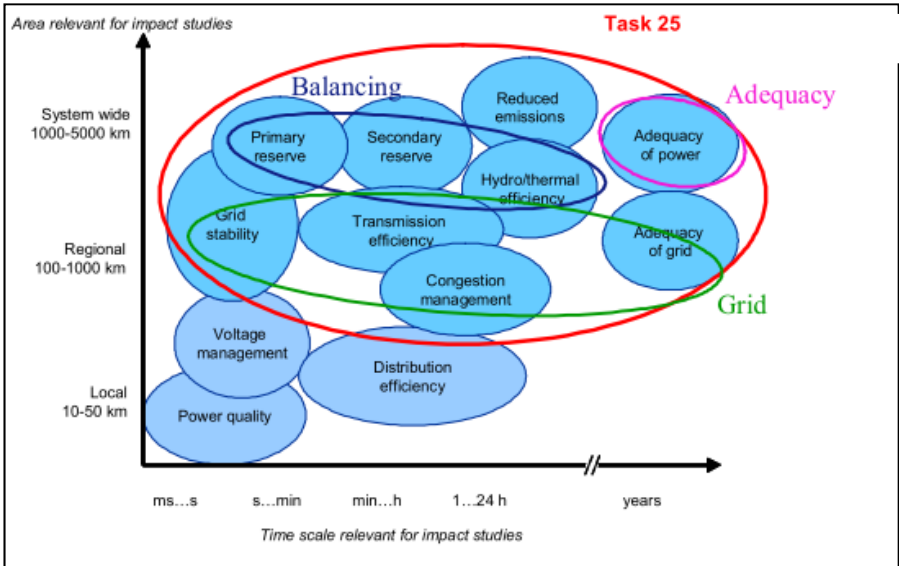 Area relevant for impact studies
Task 25
Balancing
Adequacy
System wide
1000-5000 km
Primary
reserve
Secondary
reserve
Reduced
emissions
Adequacy
of power
Hydro/thermal
efficiency
Grid
stability
Transmission
efficiency
Adequacy
of grid
Regional
100-1000 km
Congestion
management
Grid
Voltage
management
Distribution
efficiency
Local
10-50 km
Power quality
ms...s
s...min
min...h
1...24 h
years
Time scale relevant for impact studies